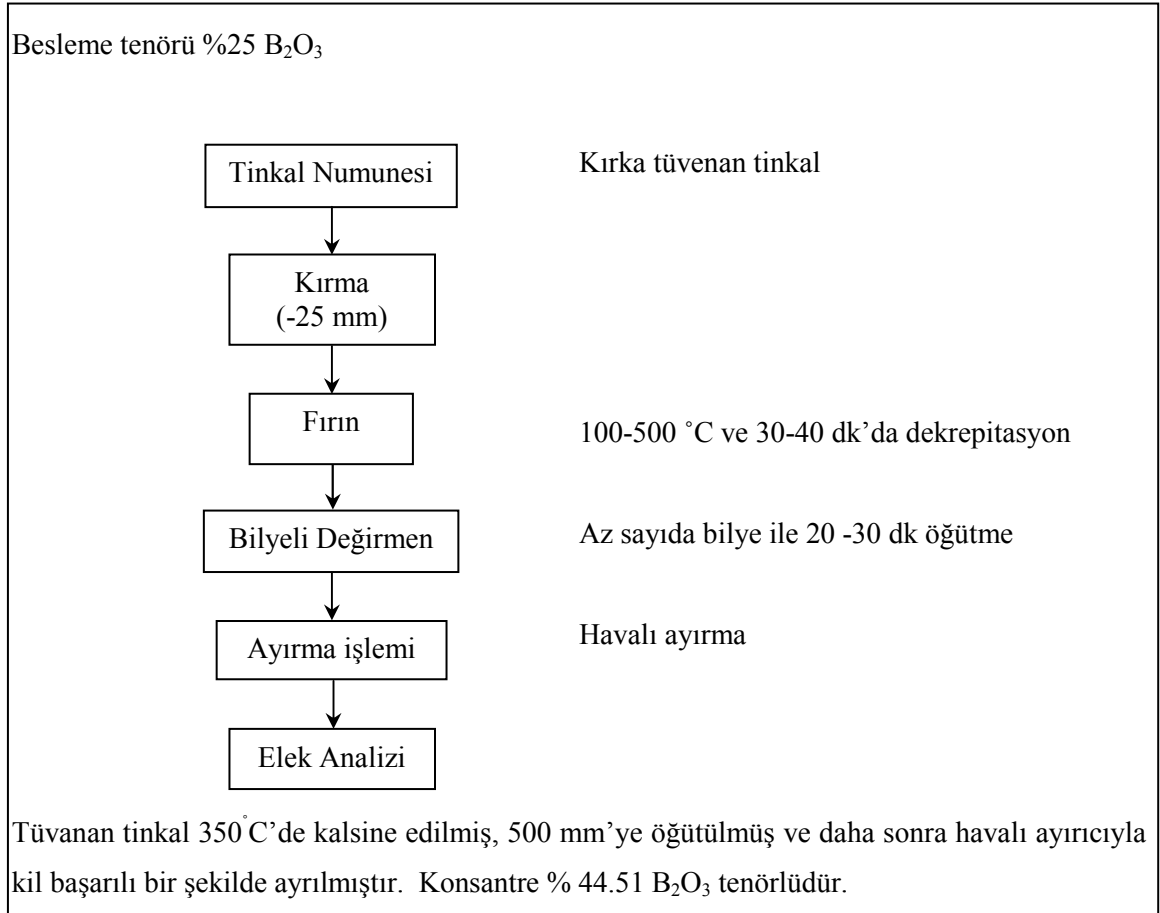 Besleme tenörü %25 B₂O₃
Tinkal Numunesi
Kırka tüvenan tinkal
Kırma
(-25 mm)
Fırın
100-500 ˚C ve 30-40 dk’da dekrepitasyon
Bilyeli Değirmen
Az sayıda bilye ile 20 -30 dk öğütme
Ayırma işlemi
Havalı ayırma
Elek Analizi
Tüvanan tinkal 350˚C’de kalsine edilmiş, 500 mm’ye öğütülmüş ve daha sonra havalı ayırıcıyla
kil başarılı bir şekilde ayrılmıştır. Konsantre % 44.51 B₂O₃ tenörlüdür.